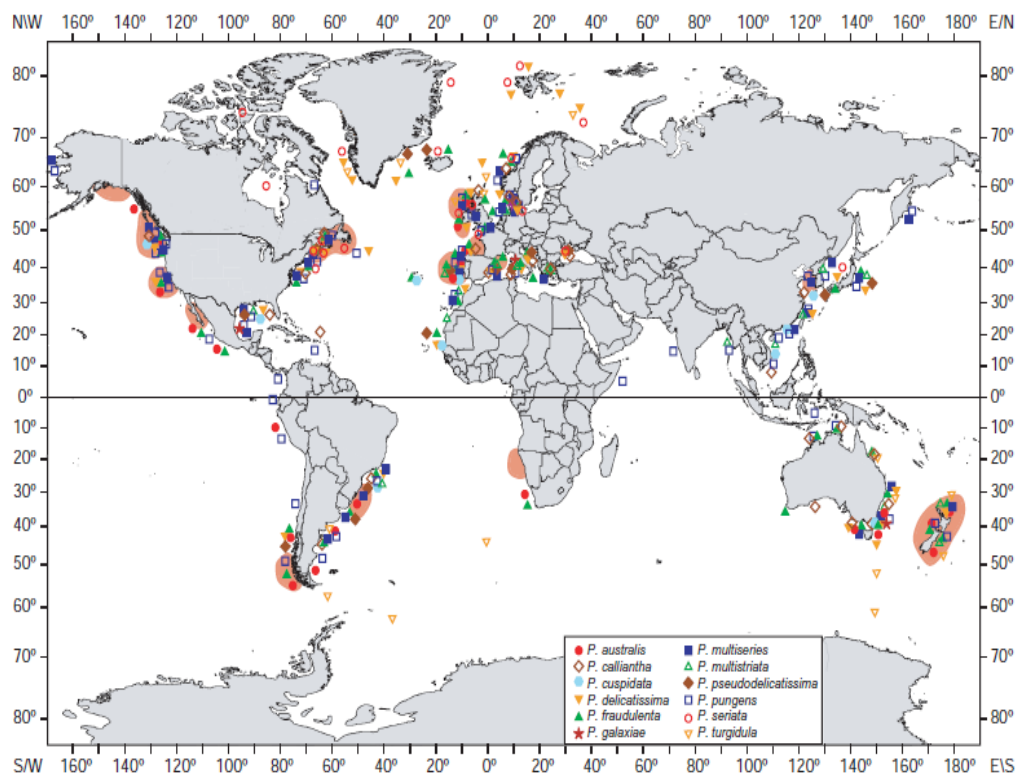 NW 160º 140º 120º 100º 80º 60º 40º 20º 0º 20º 40º 60º 80º 100º 120º 140º 160º 180º E/N
80º 80º
70º 70º
60º 60º
50º 50º
40º 40º
30º 30º
20º 20º
10º 10º
0º 0º
10º 10º
20º 20º
30º 30º
40º 40º
50º 50º
60º 60º
P. australis P. multiseries
P. calliantha P. multistriata
70º 70º
P. cuspidata P. pseudodelicatissima
P. delicatissima P. pungens
P. fraudulenta P. seriata
80º 80º
P. galaxiae P. turgidula
S/W 160º 140º 120º 100º 80º 60º 40º 20º 0º 20º 40º 60º 80º 100º 120º 140º 160º 180º E\S